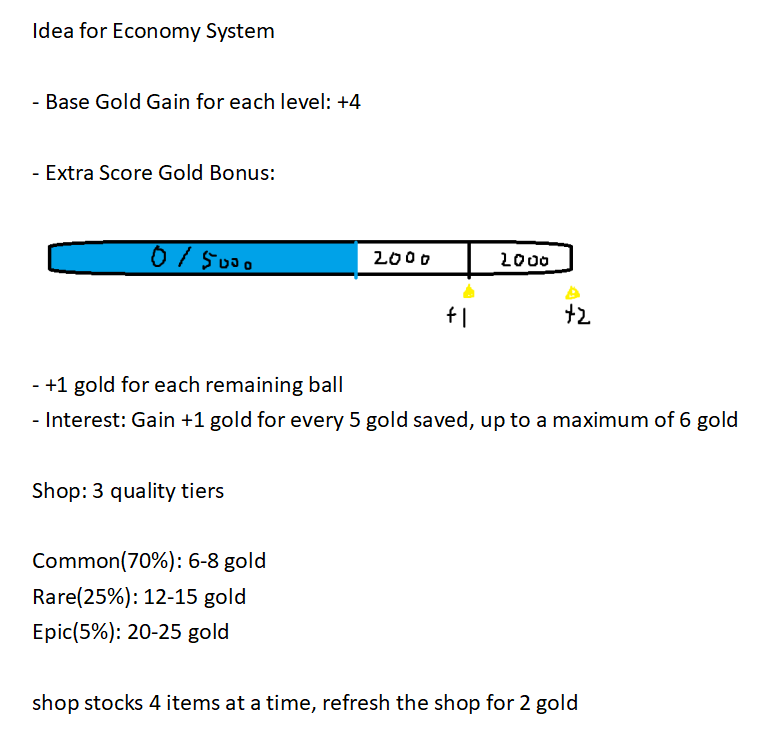 Idea for Economy System
- Base Gold Gain for each level: +4
- Extra Score Gold Bonus:
0 / 5000 2000 2000
+1 +2
- +1 gold for each remaining ball
- Interest: Gain +1 gold for every 5 gold saved, up to a maximum of 6 gold
Shop: 3 quality tiers
Common(70%): 6-8 gold
Rare(25%): 12-15 gold
Epic(5%): 20-25 gold
shop stocks 4 items at a time, refresh the shop for 2 gold